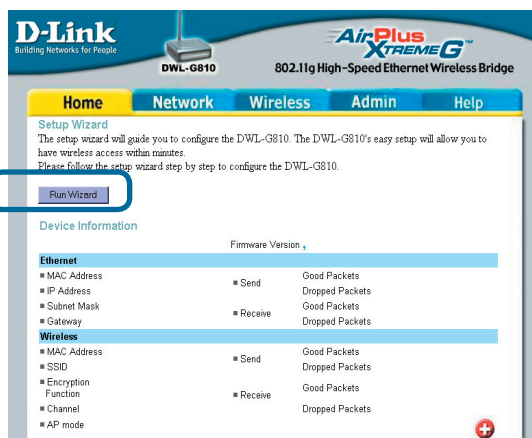 D-Link
Building Networks for People
DWL-G810
AirPlus
XTREME G™
802.11g High-Speed Ethernet Wireless Bridge
Home Network Wireless Admin Help
Setup Wizard
The setup wizard will guide you to configure the DWL-G810. The DWL-G810's easy setup will allow you to
have wireless access within minutes.
Please follow the setup wizard step by step to configure the DWL-G810.
Run Wizard
Device Information
Firmware Version ,
Ethernet
MAC Address
IP Address
Subnet Mask
Gateway
Send
Good Packets
Dropped Packets
Receive
Good Packets
Dropped Packets
Wireless
MAC Address
SSID
Encryption
Function
Channel
AP mode
Send
Good Packets
Dropped Packets
Receive
Good Packets
Dropped Packets